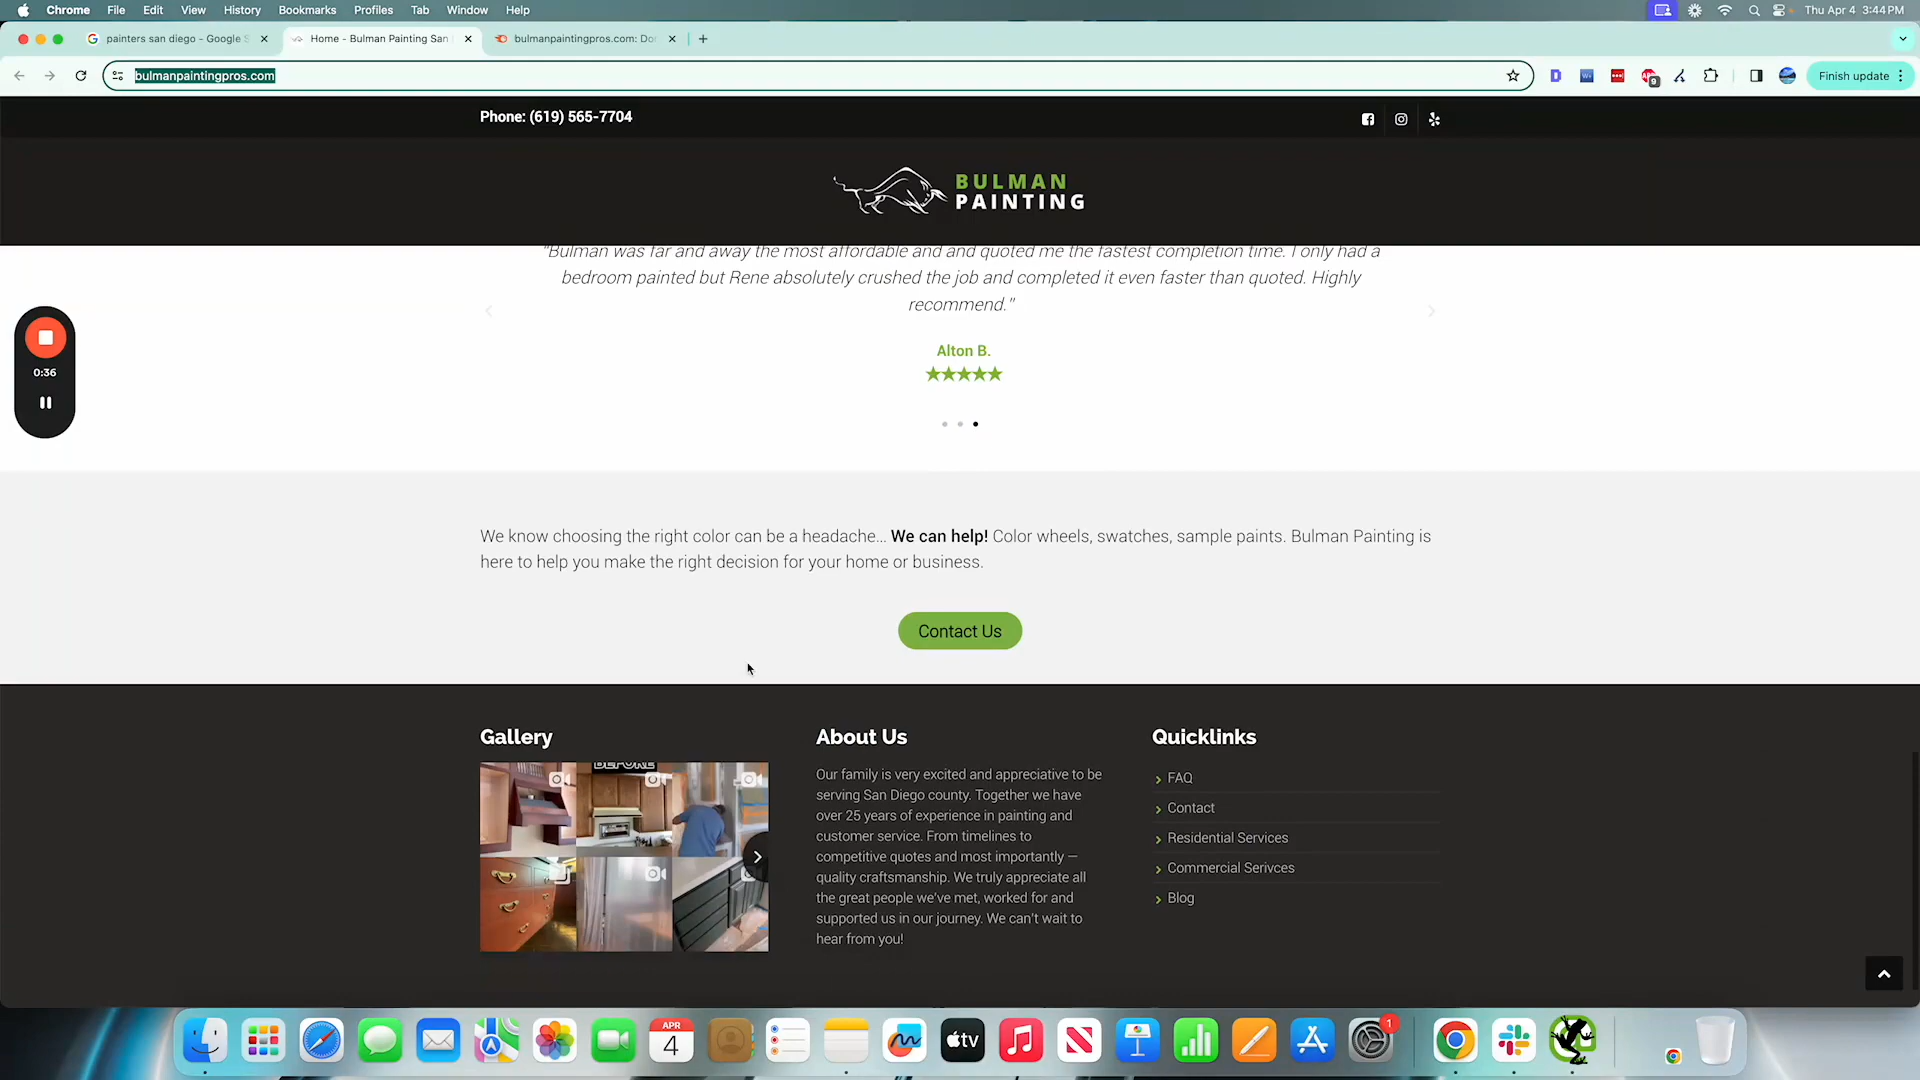 Chrome File Edit View History Bookmarks Profiles Tab Window Help Thu Apr 4 3:44 PM
painters san diego - Google S Home - Bulman Painting San bulmanpaintingpros.com: Do
bulmanpaintingpros.com Finish update
Phone: (619) 565-7704
BULMAN
PAINTING
"Bulman was far and away the most affordable and and quoted me the fastest completion time. I only had a
bedroom painted but Rene absolutely crushed the job and completed it even faster than quoted. Highly
recommend."
0:36
Alton B.
We know choosing the right color can be a headache... We can help! Color wheels, swatches, sample paints. Bulman Painting is
here to help you make the right decision for your home or business.
Contact Us
Gallery
BEFORE
About Us
Our family is very excited and appreciative to be
serving San Diego county. Together we have
over 25 years of experience in painting and
customer service. From timelines to
competitive quotes and most importantly —
quality craftsmanship. We truly appreciate all
the great people we've met, worked for and
supported us in our journey. We can't wait to
hear from you!
Quicklinks
FAQ
Contact
Residential Services
Commercial Serivces
Blog
APR
4
tv
1